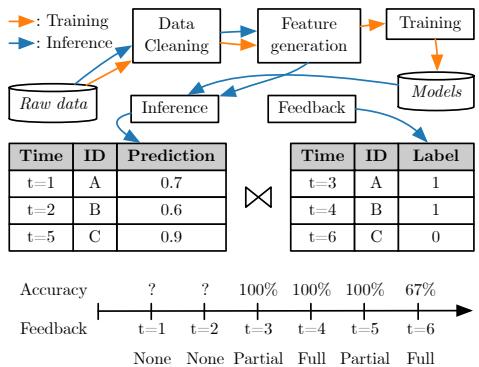 : Training
: Inference
Data
Cleaning
Feature
generation
Training
Raw data
Models
Inference
Feedback
Time ID Prediction
t=1 A 0.7
t=2 B 0.6
t=5 C 0.9
⋈
Time ID Label
t=3 A 1
t=4 B 1
t=6 C 0
Accuracy ? ? 100% 100% 100% 67%
Feedback t=1 t=2 t=3 t=4 t=5 t=6
None None Partial Full Partial Full